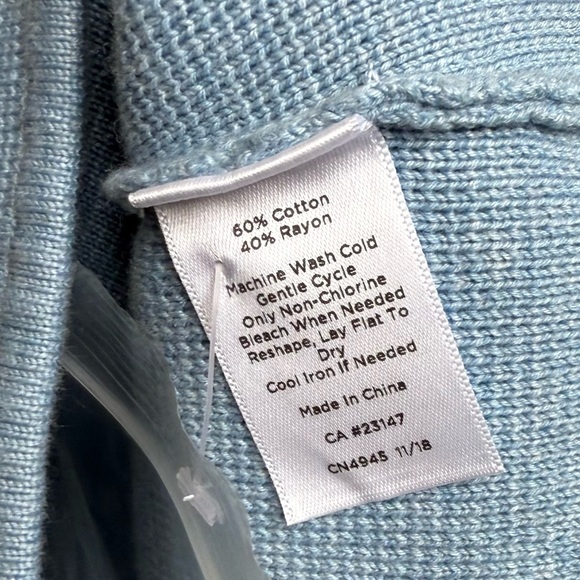 60% Cotton
40% Rayon
Machine Wash Cold
Gentle Cycle
Only Non-Chlorine
Bleach When Needed
Reshape, Lay Flat To
Dry
Cool Iron If Needed
Made In China
CA #23147
CN4945 11/18